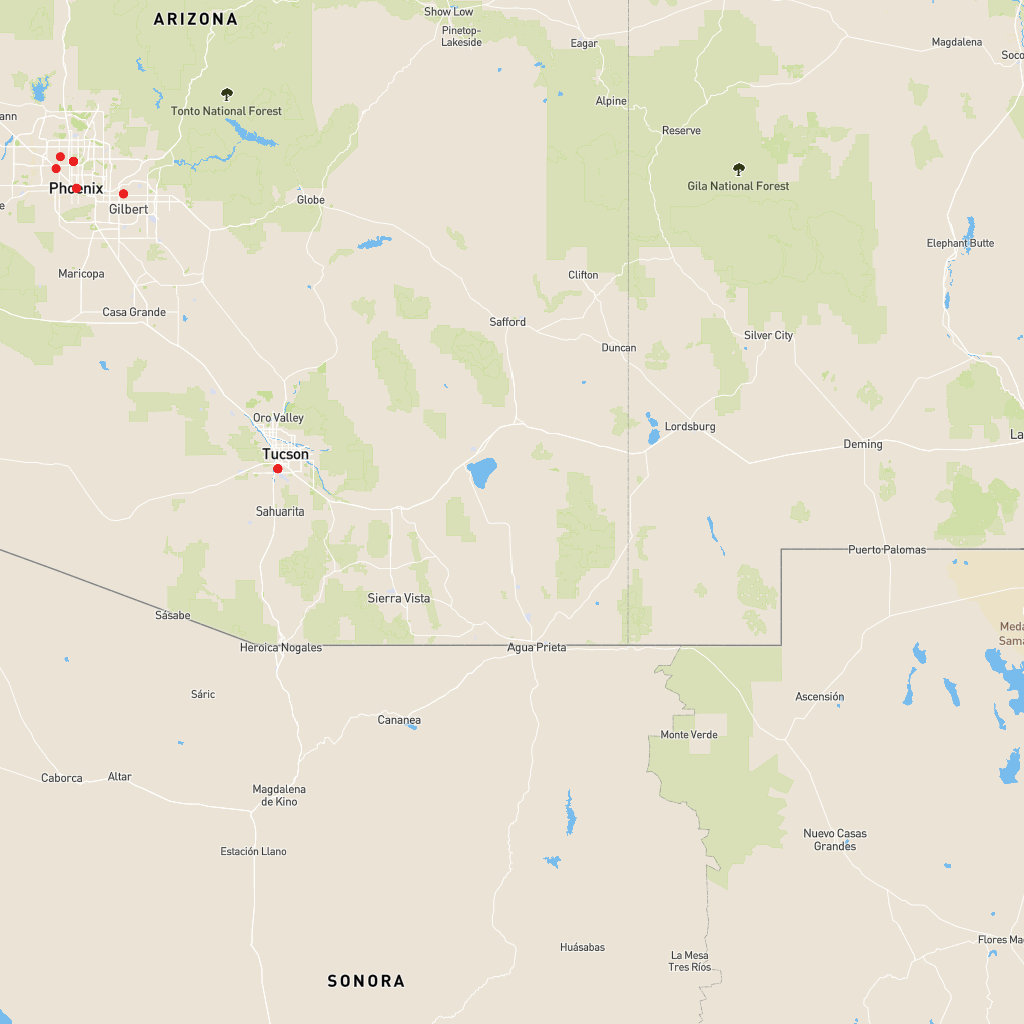 ARIZONA
Show Low
Pinetop-
Lakeside
Eagar
Magdalena
Soco
Alpine
Tonto National Forest
ann
Reserve
Phoenix
Gila National Forest
Globe
Gilbert
e
Elephant Butte
Maricopa
Clifton
Casa Grande
Safford
Silver City
Duncan
Oro Valley
Lordsburg
La
Tucson
Deming
Sahuarita
Puerto Palomas
Sierra Vista
Sásabe
Meda
Sama
Heroica Nogales
Agua Prieta
Sáric
Ascensión
Cananea
Monte Verde
Caborca
Altar
Magdalena
de Kino
Nuevo Casas
Grandes
Estación Llano
Huásabas
Flores Ma
La Mesa
Tres Ríos
SONORA